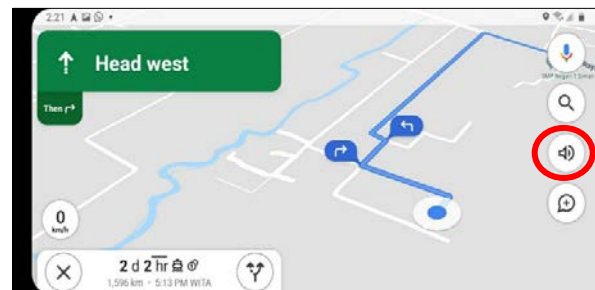 2.21 A
Head west
Then
0
km/h
2 d 2 hr
1,596 km • 5:13 PM WITA